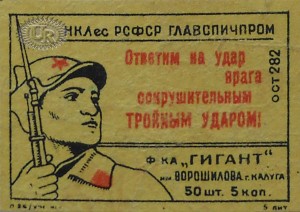 НКЛес РСФСР ГЛАВСПИЧПРОМ
Ответим на удар
врага
сокрушительным
ТРОЙНЫМ УДАРОМ!
ОСТ 282
Ф-КА „ГИГАНТ"
им ВОРОШИЛОВА г. КАЛУГА
50 шт. 5 коп.